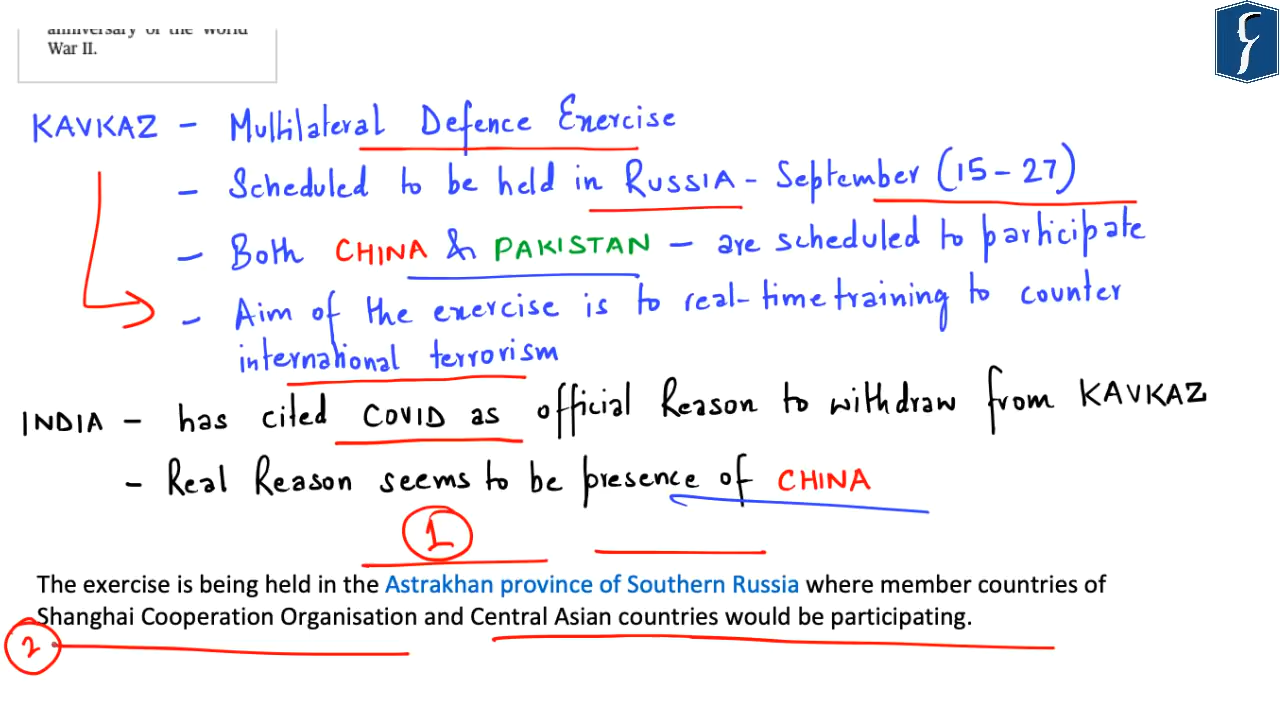 anniversary of the World
War II.
KAVKAZ - Multilateral Defence Exercise
- Scheduled to be held in RUSSIA - September (15-27)
- Both CHINA & PAKISTAN - are scheduled to participate
- Aim of the exercise is to real-time training to counter
international terrorism
INDIA - has cited COVID as official Reason to withdraw from KAVKAZ
- Real Reason seems to be presence of CHINA
1
The exercise is being held in the Astrakhan province of Southern Russia where member countries of
Shanghai Cooperation Organisation and Central Asian countries would be participating.
2